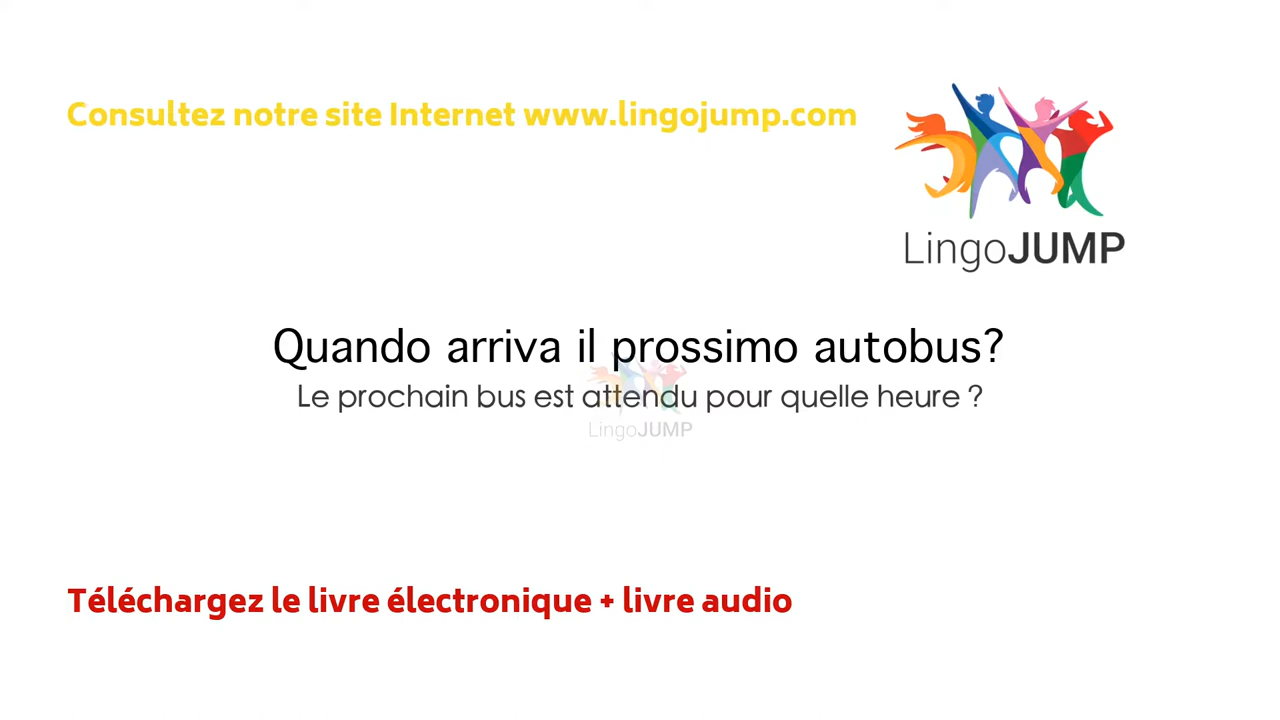 Consultez notre site Internet www.lingojump.com
LingoJUMP
Quando arriva il prossimo autobus?
Le prochain bus est attendu pour quelle heure ?
LingoJUMP
Téléchargez le livre électronique + livre audio